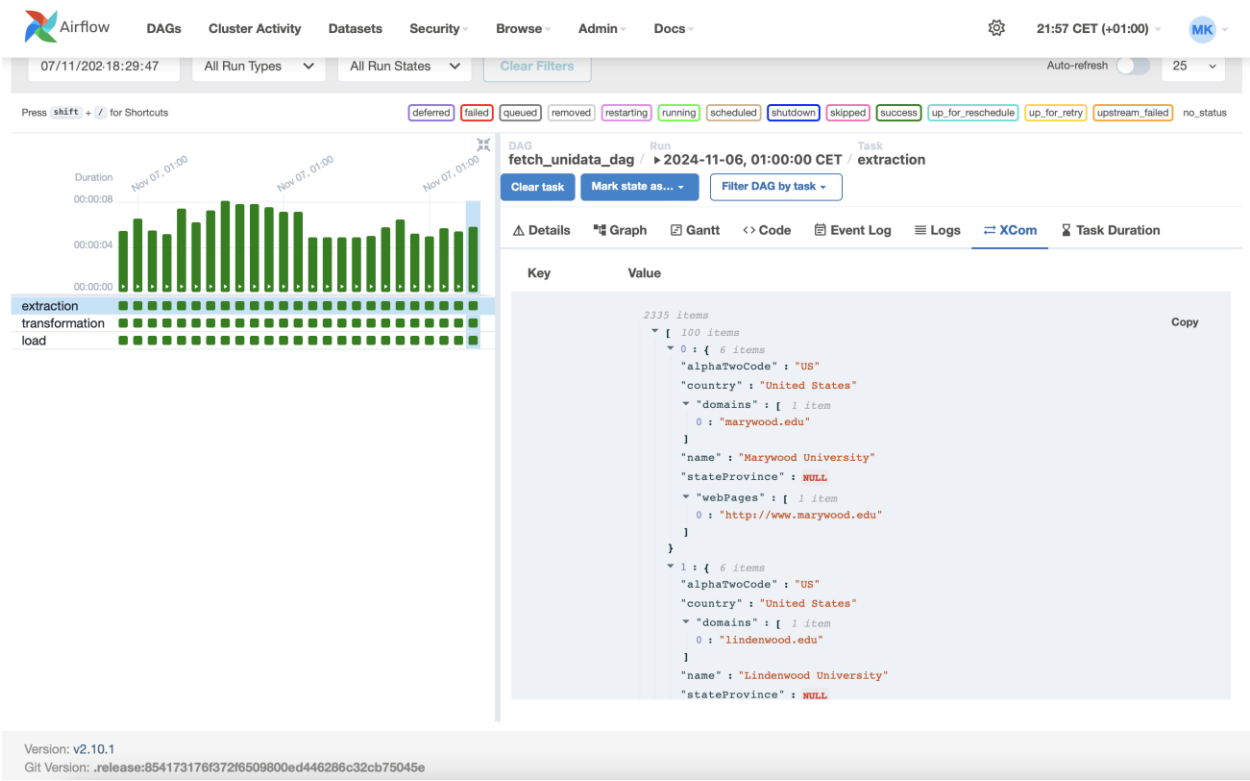 Airflow DAGs Cluster Activity Datasets Security Browse Admin Docs 21:57 CET (+01:00) MK
07/11/202 18:29:47 All Run Types All Run States Clear Filters Auto-refresh 25
Press shift + / for Shortcuts deferred failed queued removed restarting running scheduled shutdown skipped success up_for_reschedule up_for_retry upstream_failed no_status
Duration
Nov 07, 01:00 Nov 07, 01:00 Nov 07, 01:00
00:00:08
00:00:04
00:00:00
extraction
transformation
load
DAG Run Task
fetch_unidata_dag / 2024-11-06, 01:00:00 CET / extraction
Clear task Mark state as... Filter DAG by task
Details Graph Gantt <> Code Event Log Logs XCom Task Duration
Key Value
Copy
2335 items
[ 100 items
0 : { 6 items
"alphaTwoCode" : "US"
"country" : "United States"
"domains" : [ 1 item
0 : "marywood.edu"
]
"name" : "Marywood University"
"stateProvince" : NULL
"webPages" : [ 1 item
0 : "http://www.marywood.edu"
]
}
1 : { 6 items
"alphaTwoCode" : "US"
"country" : "United States"
"domains" : [ 1 item
0 : "lindenwood.edu"
]
"name" : "Lindenwood University"
"stateProvince" : NULL
Version: v2.10.1
Git Version: .release:854173176f372f6509800ed446286c32cb75045e